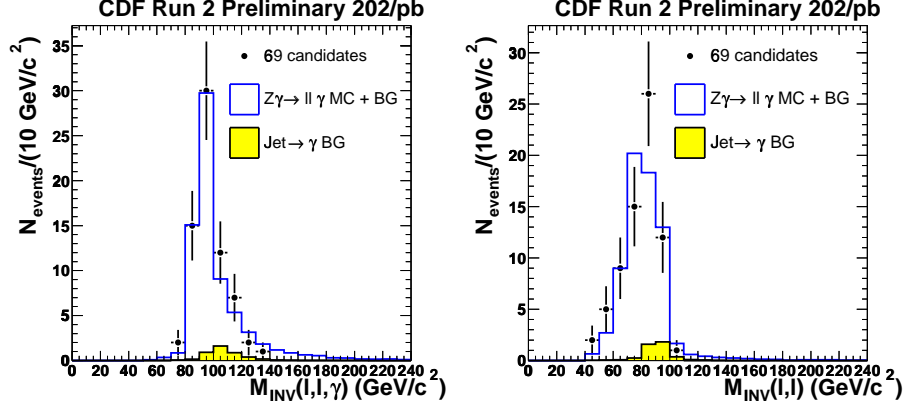 CDF Run 2 Preliminary 202/pb
N events/(10 GeV/c²)
35
30
25
20
15
10
5
0
69 candidates
Zγ→ ll γ MC + BG
Jet→ γ BG
0 20 40 60 80 100 120 140 160 180 200 220 240
M INV(l,l,γ) (GeV/c²)
CDF Run 2 Preliminary 202/pb
N events/(10 GeV/c²)
30
25
20
15
10
5
0
69 candidates
Zγ→ ll γ MC + BG
Jet→ γ BG
0 20 40 60 80 100 120 140 160 180 200 220 240
M INV(l,l) (GeV/c²)